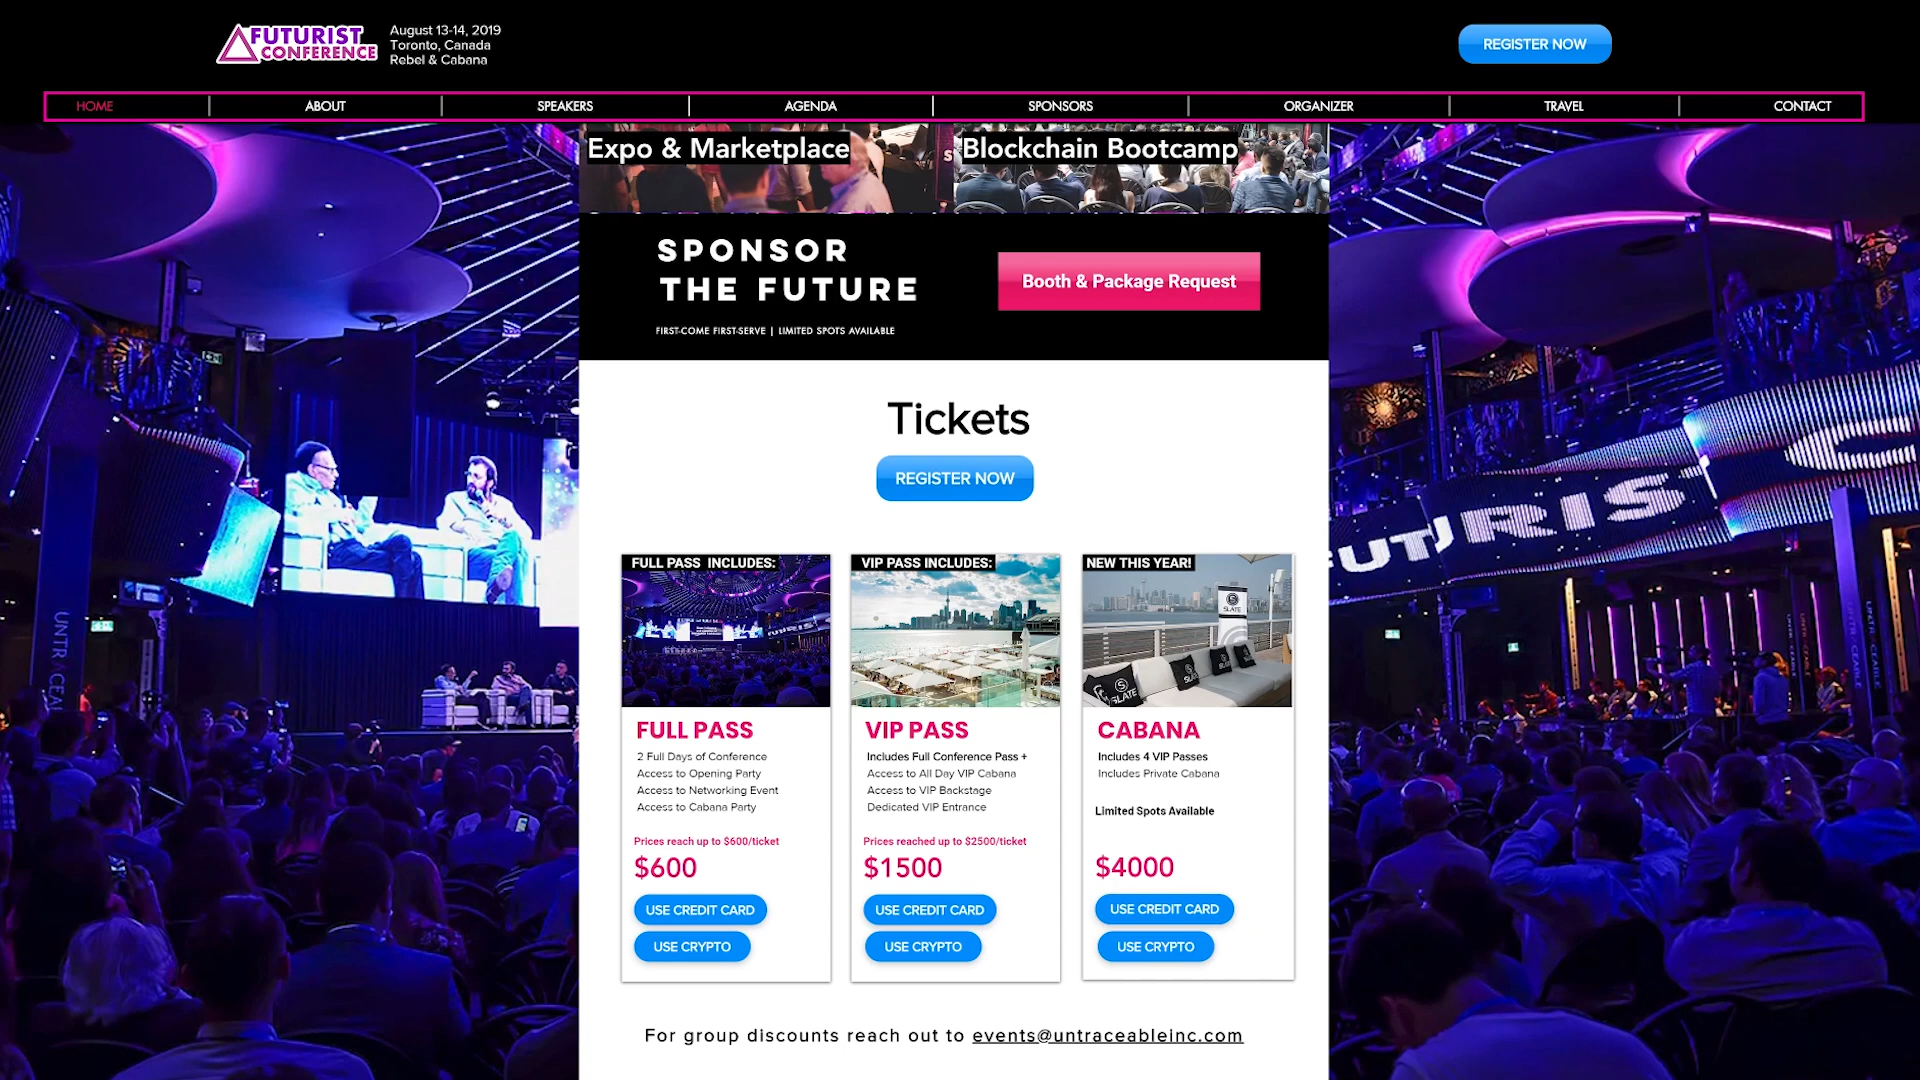 FUTURIST
CONFERENCE
August 13-14, 2019
Toronto, Canada
Rebel & Cabana
REGISTER NOW
HOME
ABOUT
SPEAKERS
AGENDA
SPONSORS
ORGANIZER
TRAVEL
CONTACT
Expo & Marketplace
Blockchain Bootcamp
SPONSOR
THE FUTURE
FIRST-COME FIRST-SERVE | LIMITED SPOTS AVAILABLE
Booth & Package Request
Tickets
REGISTER NOW
FULL PASS INCLUDES:
FULL PASS
2 Full Days of Conference
Access to Opening Party
Access to Networking Event
Access to Cabana Party
Prices reach up to $600/ticket
$600
USE CREDIT CARD
USE CRYPTO
VIP PASS INCLUDES:
VIP PASS
Includes Full Conference Pass +
Access to All Day VIP Cabana
Access to VIP Backstage
Dedicated VIP Entrance
Prices reached up to $2500/ticket
$1500
USE CREDIT CARD
USE CRYPTO
NEW THIS YEAR!
SLATE
SLATE
CABANA
Includes 4 VIP Passes
Includes Private Cabana
Limited Spots Available
$4000
USE CREDIT CARD
USE CRYPTO
For group discounts reach out to events@untraceableinc.com
FUTURIST C